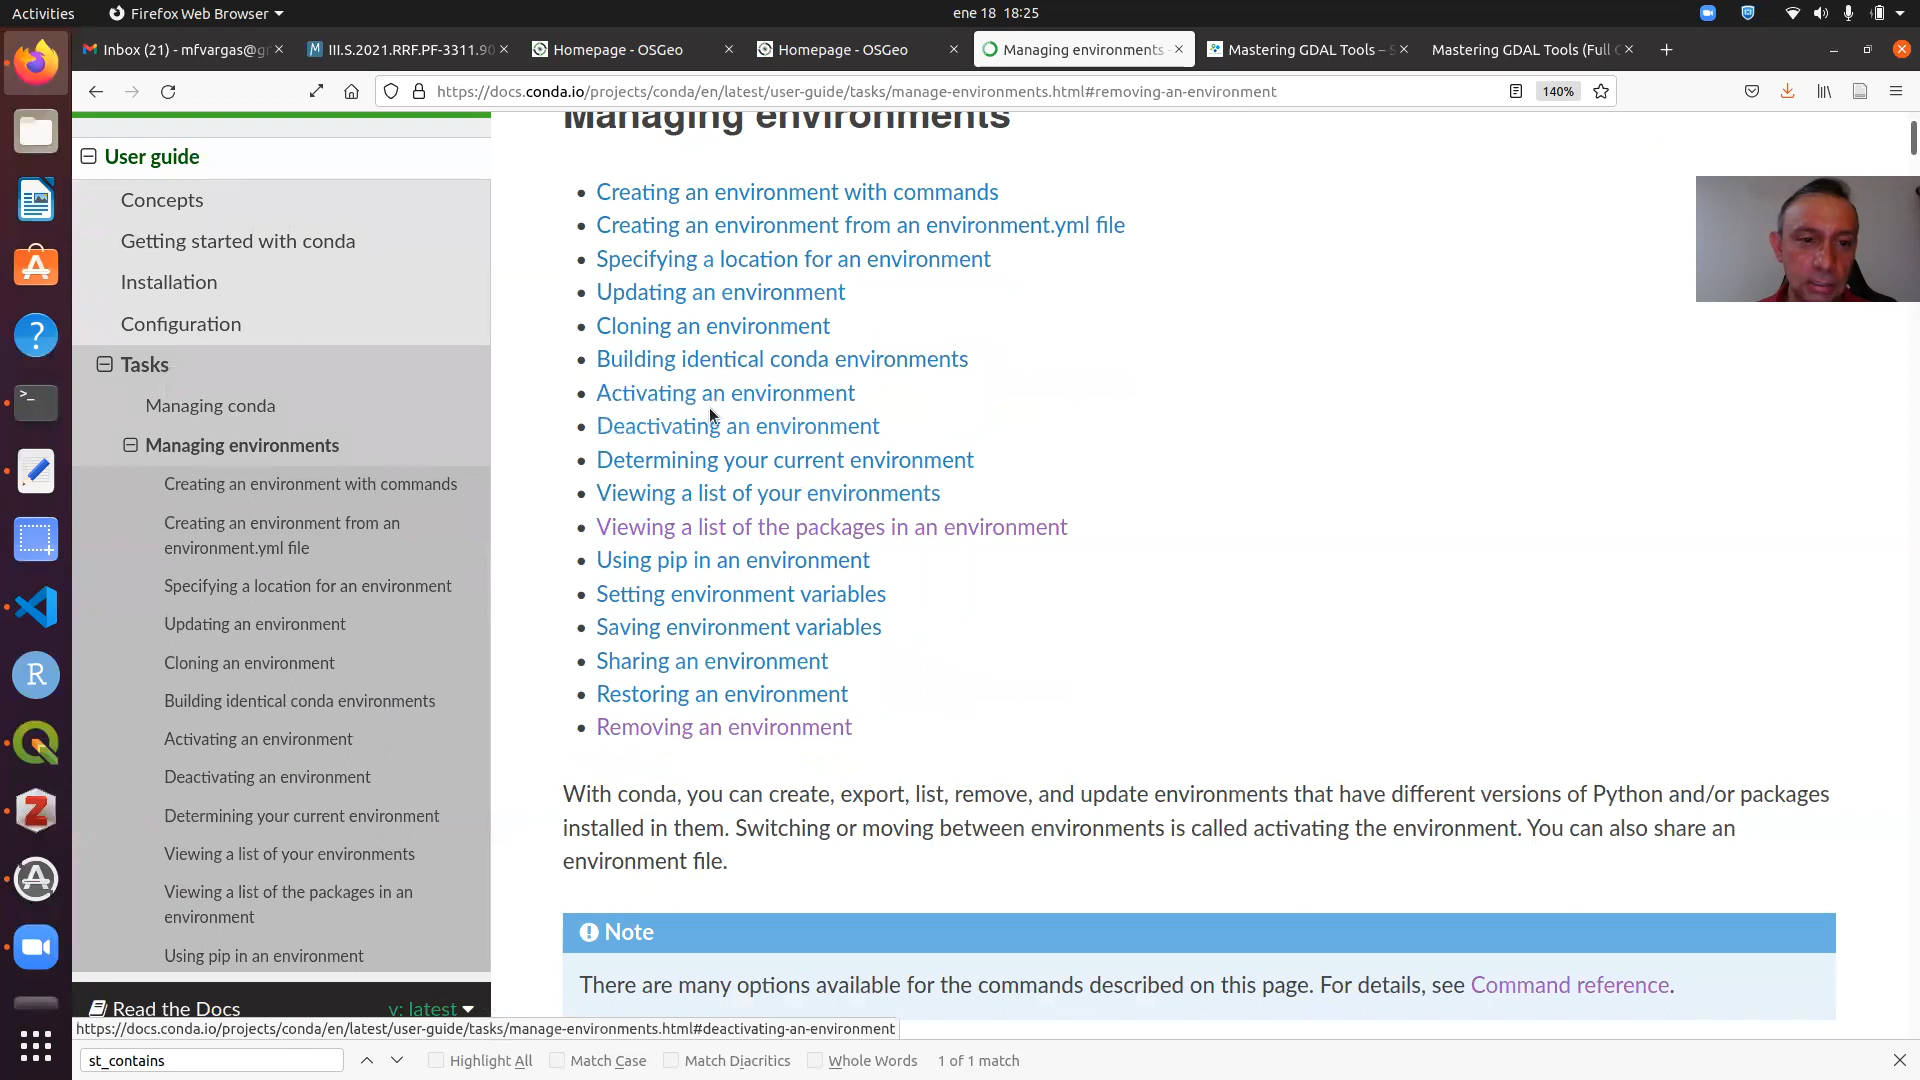 Activities
Firefox Web Browser
ene 18 18:25
Inbox (21) - mfvargas@gr
III.S.2021.RRF.PF-3311.90
Homepage - OSGeo
Homepage - OSGeo
Managing environments
Mastering GDAL Tools – S
Mastering GDAL Tools (Full C
https://docs.conda.io/projects/conda/en/latest/user-guide/tasks/manage-environments.html#removing-an-environment
140%
User guide
Concepts
Getting started with conda
Installation
Configuration
Tasks
Managing conda
Managing environments
Creating an environment with commands
Creating an environment from an
environment.yml file
Specifying a location for an environment
Updating an environment
Cloning an environment
Building identical conda environments
Activating an environment
Deactivating an environment
Determining your current environment
Viewing a list of your environments
Viewing a list of the packages in an
environment
Using pip in an environment
Read the Docs
v: latest
Managing environments
Creating an environment with commands
Creating an environment from an environment.yml file
Specifying a location for an environment
Updating an environment
Cloning an environment
Building identical conda environments
Activating an environment
Deactivating an environment
Determining your current environment
Viewing a list of your environments
Viewing a list of the packages in an environment
Using pip in an environment
Setting environment variables
Saving environment variables
Sharing an environment
Restoring an environment
Removing an environment
With conda, you can create, export, list, remove, and update environments that have different versions of Python and/or packages
installed in them. Switching or moving between environments is called activating the environment. You can also share an
environment file.
Note
There are many options available for the commands described on this page. For details, see Command reference.
https://docs.conda.io/projects/conda/en/latest/user-guide/tasks/manage-environments.html#deactivating-an-environment
st_contains
Highlight All
Match Case
Match Diacritics
Whole Words
1 of 1 match